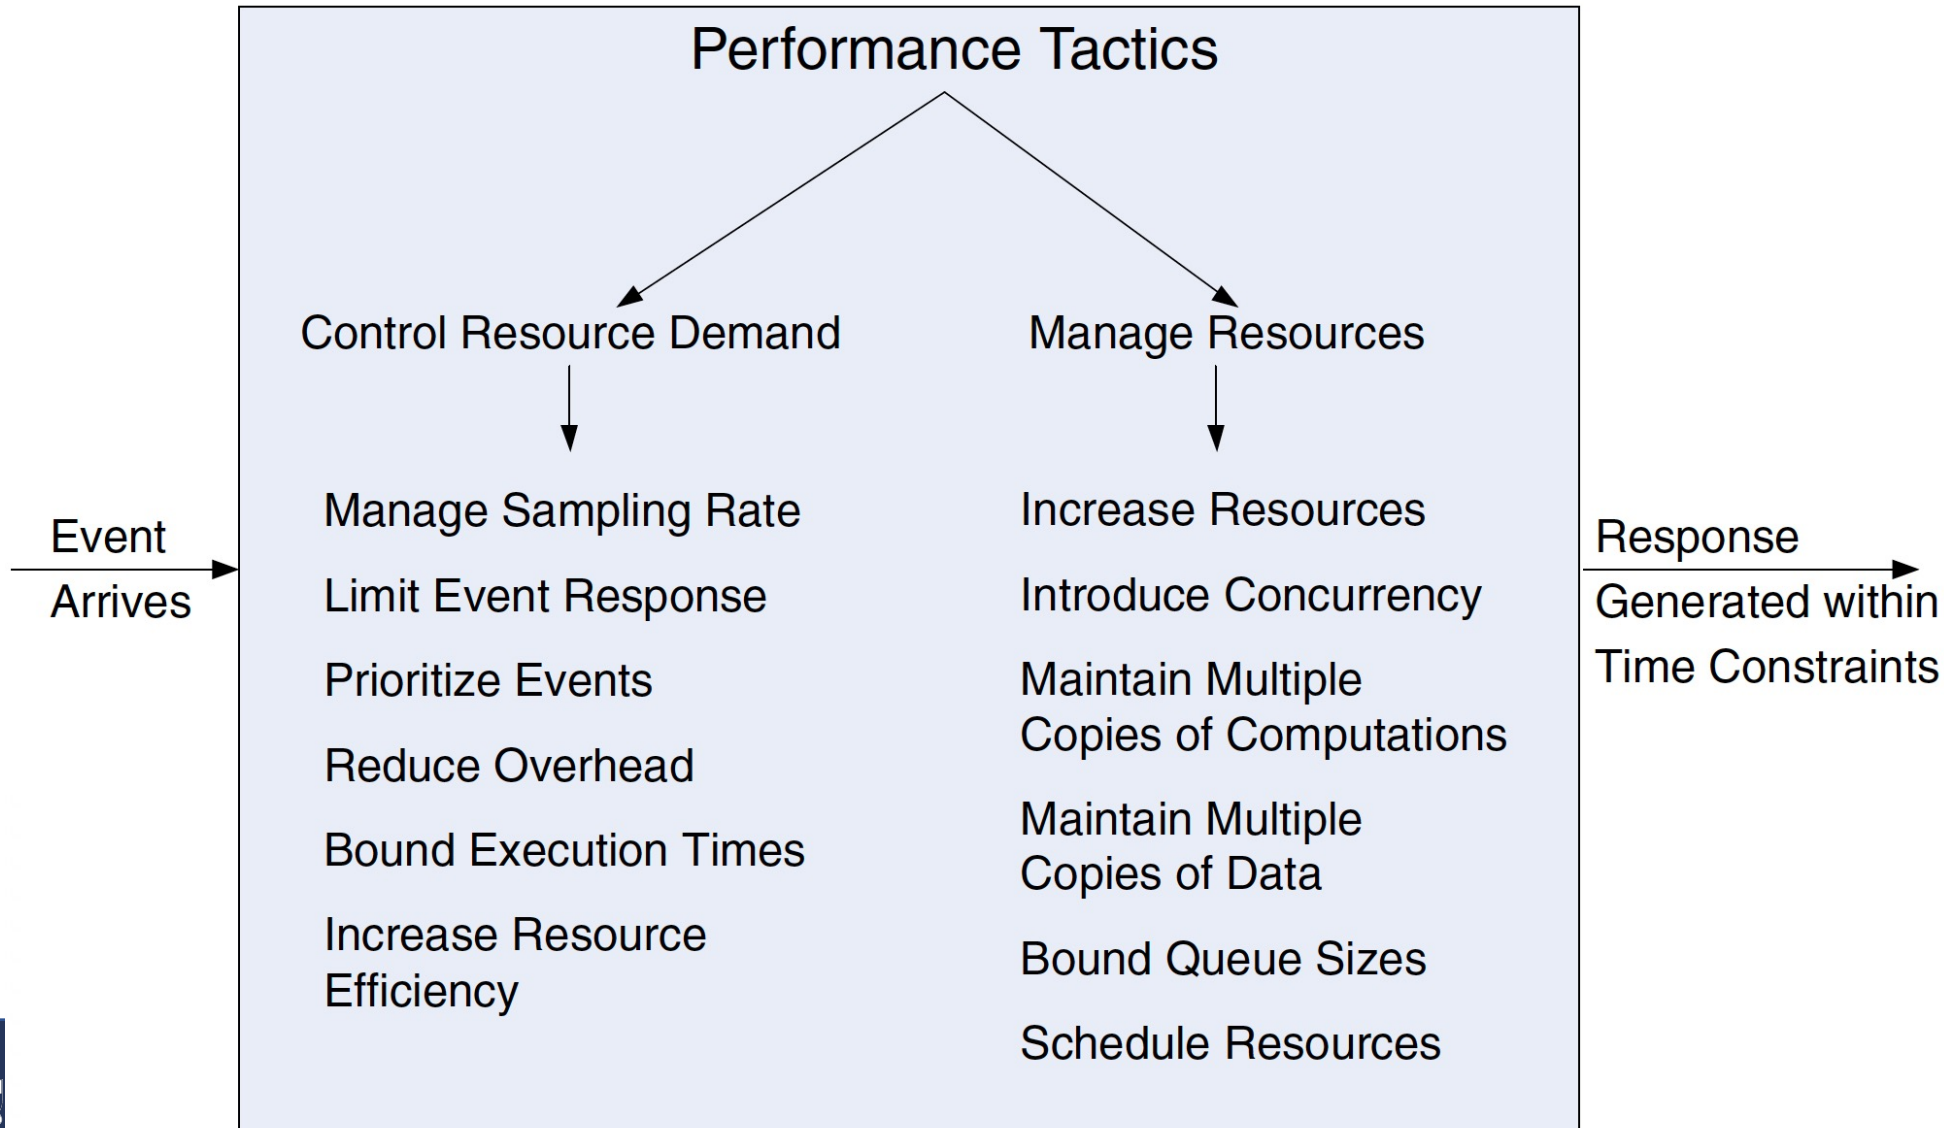 Performance Tactics
Control Resource Demand
Manage Sampling Rate
Limit Event Response
Prioritize Events
Reduce Overhead
Bound Execution Times
Increase Resource
Efficiency
Manage Resources
Increase Resources
Introduce Concurrency
Maintain Multiple
Copies of Computations
Maintain Multiple
Copies of Data
Bound Queue Sizes
Schedule Resources
Event
Arrives
Response
Generated within
Time Constraints